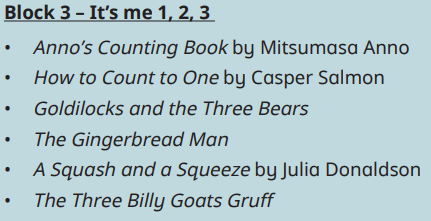 Block 3 – It's me 1, 2, 3
• Anno's Counting Book by Mitsumasa Anno
• How to Count to One by Casper Salmon
• Goldilocks and the Three Bears
• The Gingerbread Man
• A Squash and a Squeeze by Julia Donaldson
• The Three Billy Goats Gruff